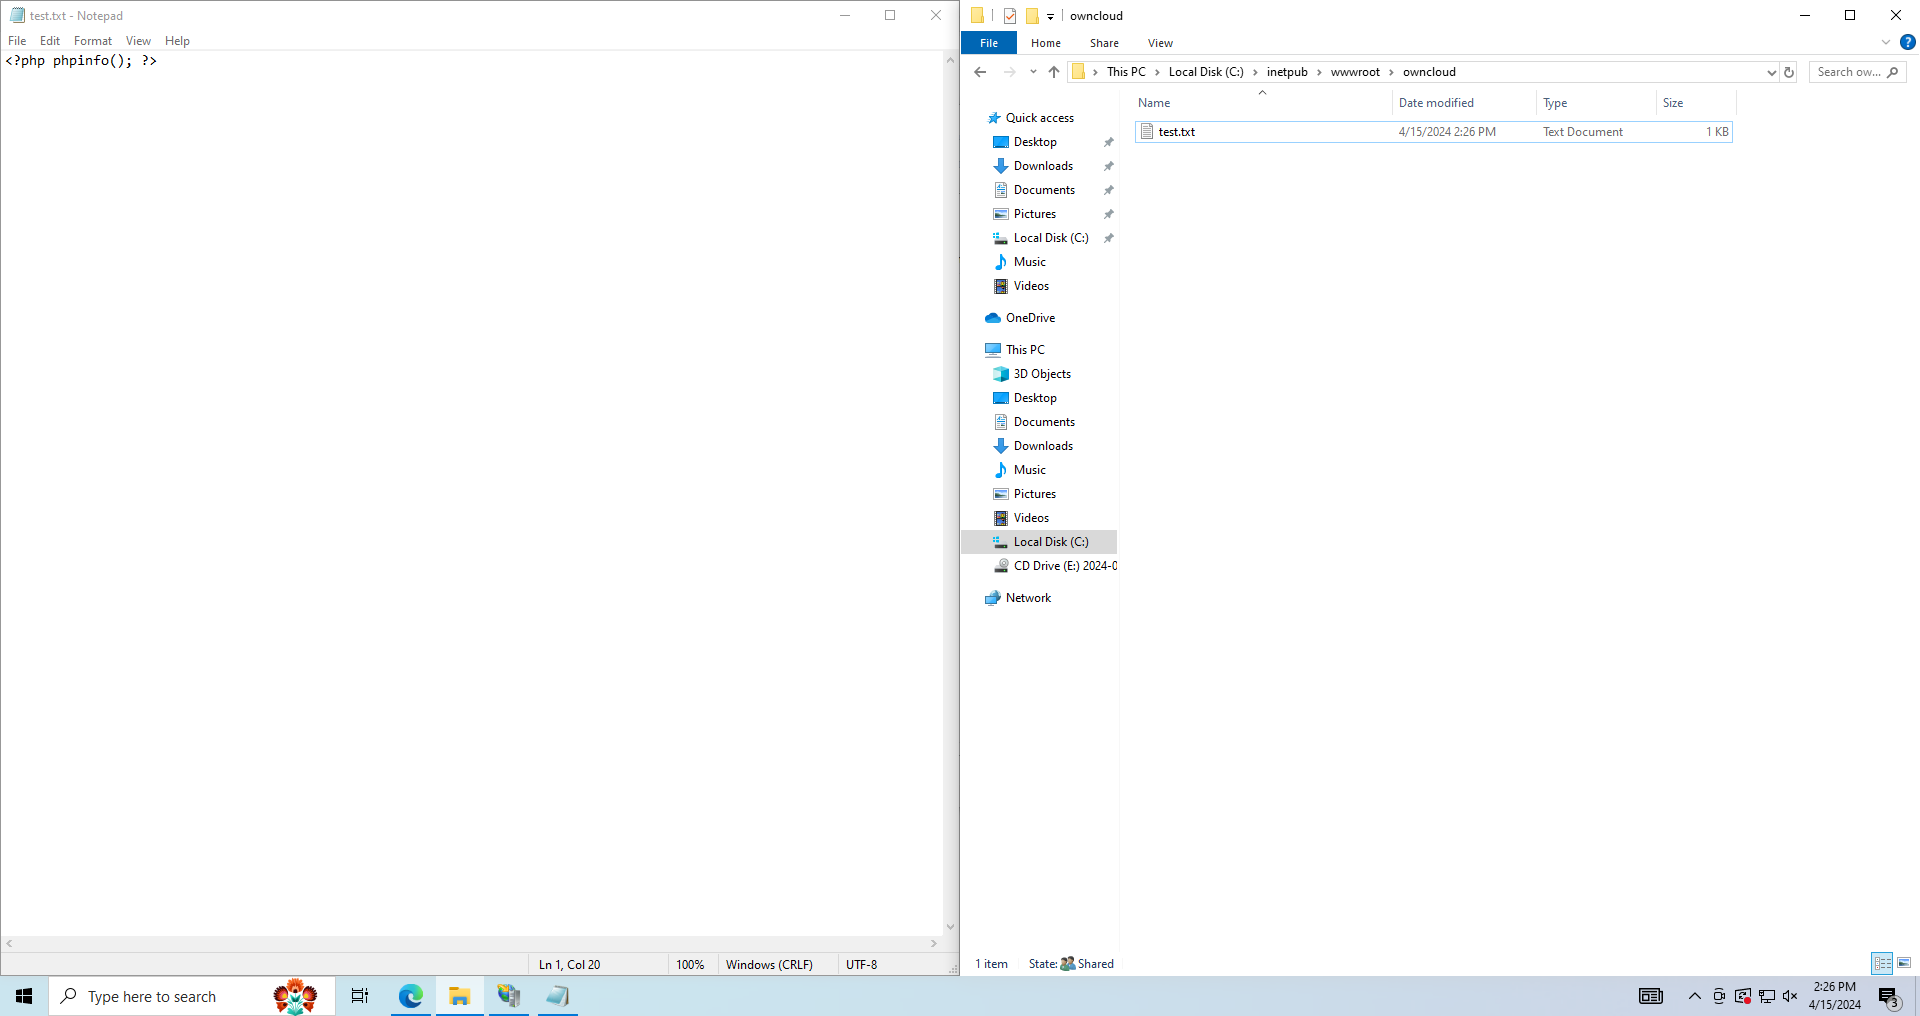 test.txt - Notepad
File Edit Format View Help
<?php phpinfo(); ?>
Ln 1, Col 20 100% Windows (CRLF) UTF-8
owncloud
File Home Share View
This PC > Local Disk (C:) > inetpub > wwwroot > owncloud
Search ow...
Quick access
Desktop
Downloads
Documents
Pictures
Local Disk (C:)
Music
Videos
OneDrive
This PC
3D Objects
Desktop
Documents
Downloads
Music
Pictures
Videos
Local Disk (C:)
CD Drive (E:) 2024-0
Network
Name Date modified Type Size
test.txt 4/15/2024 2:26 PM Text Document 1 KB
1 item State: Shared
Type here to search
2:26 PM
4/15/2024
3